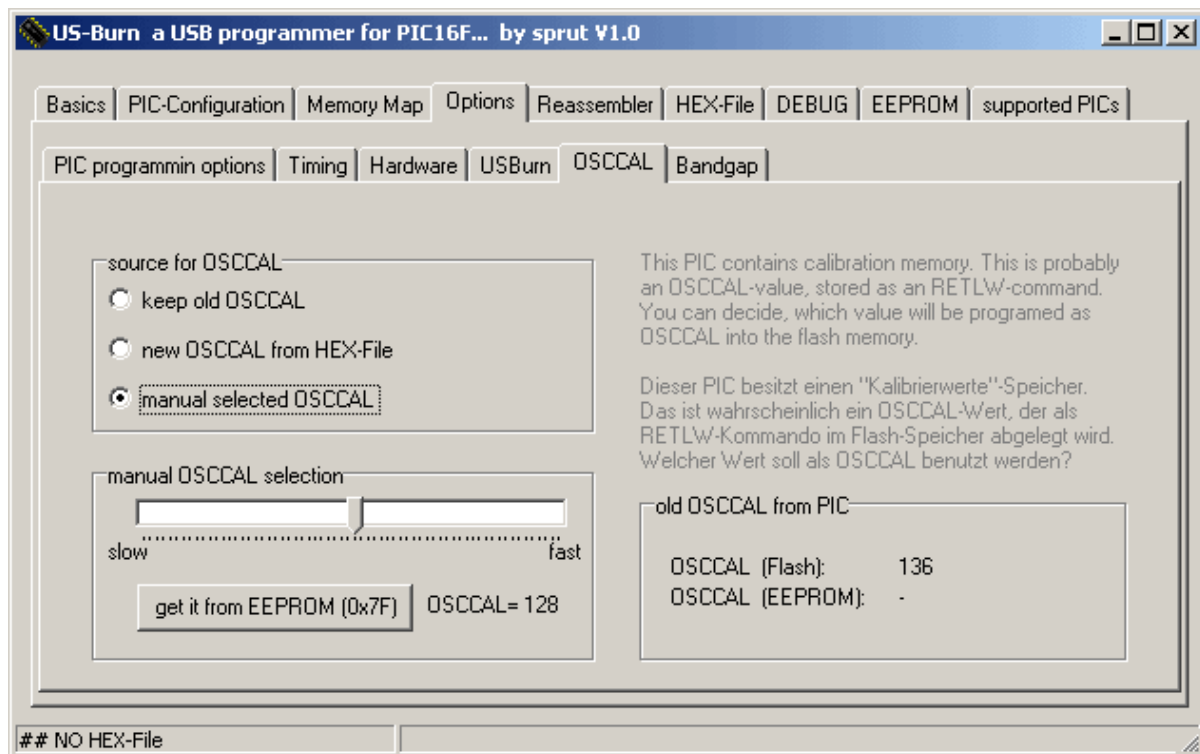 US-Burn a USB programmer for PIC16F... by sprut V1.0
Basics PIC-Configuration Memory Map Options Reassembler HEX-File DEBUG EEPROM supported PICs
PIC programmin options Timing Hardware USBurn OSCCAL Bandgap
source for OSCCAL
keep old OSCCAL
new OSCCAL from HEX-File
manual selected OSCCAL
manual OSCCAL selection
slow fast
get it from EEPROM (0x7F) OSCCAL= 128
This PIC contains calibration memory. This is probably
an OSCCAL-value, stored as an RETLW-command.
You can decide, which value will be programed as
OSCCAL into the flash memory.
Dieser PIC besitzt einen "Kalibrierwerte"-Speicher.
Das ist wahrscheinlich ein OSCCAL-Wert, der als
RETLW-Kommando im Flash-Speicher abgelegt wird.
Welcher Wert soll als OSCCAL benutzt werden?
old OSCCAL from PIC
OSCCAL (Flash): 136
OSCCAL (EEPROM): -
## NO HEX-File